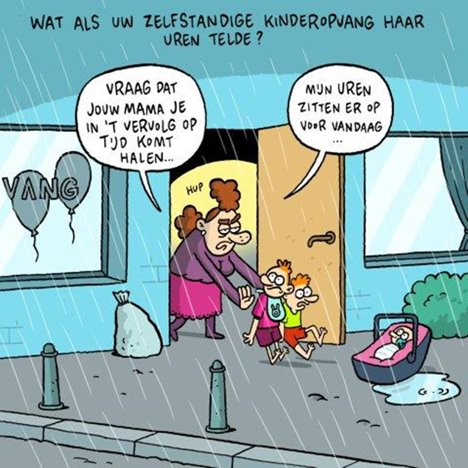 WAT ALS UW ZELFSTANDIGE KINDEROPVANG HAAR
UREN TELDE?
VRAAG DAT
JOUW MAMA JE
IN 'T VERVOLG OP
TIJD KOMT
HALEN...
MIJN UREN
ZITTEN ER OP
VOOR VANDAAG
...
HUP
VANG